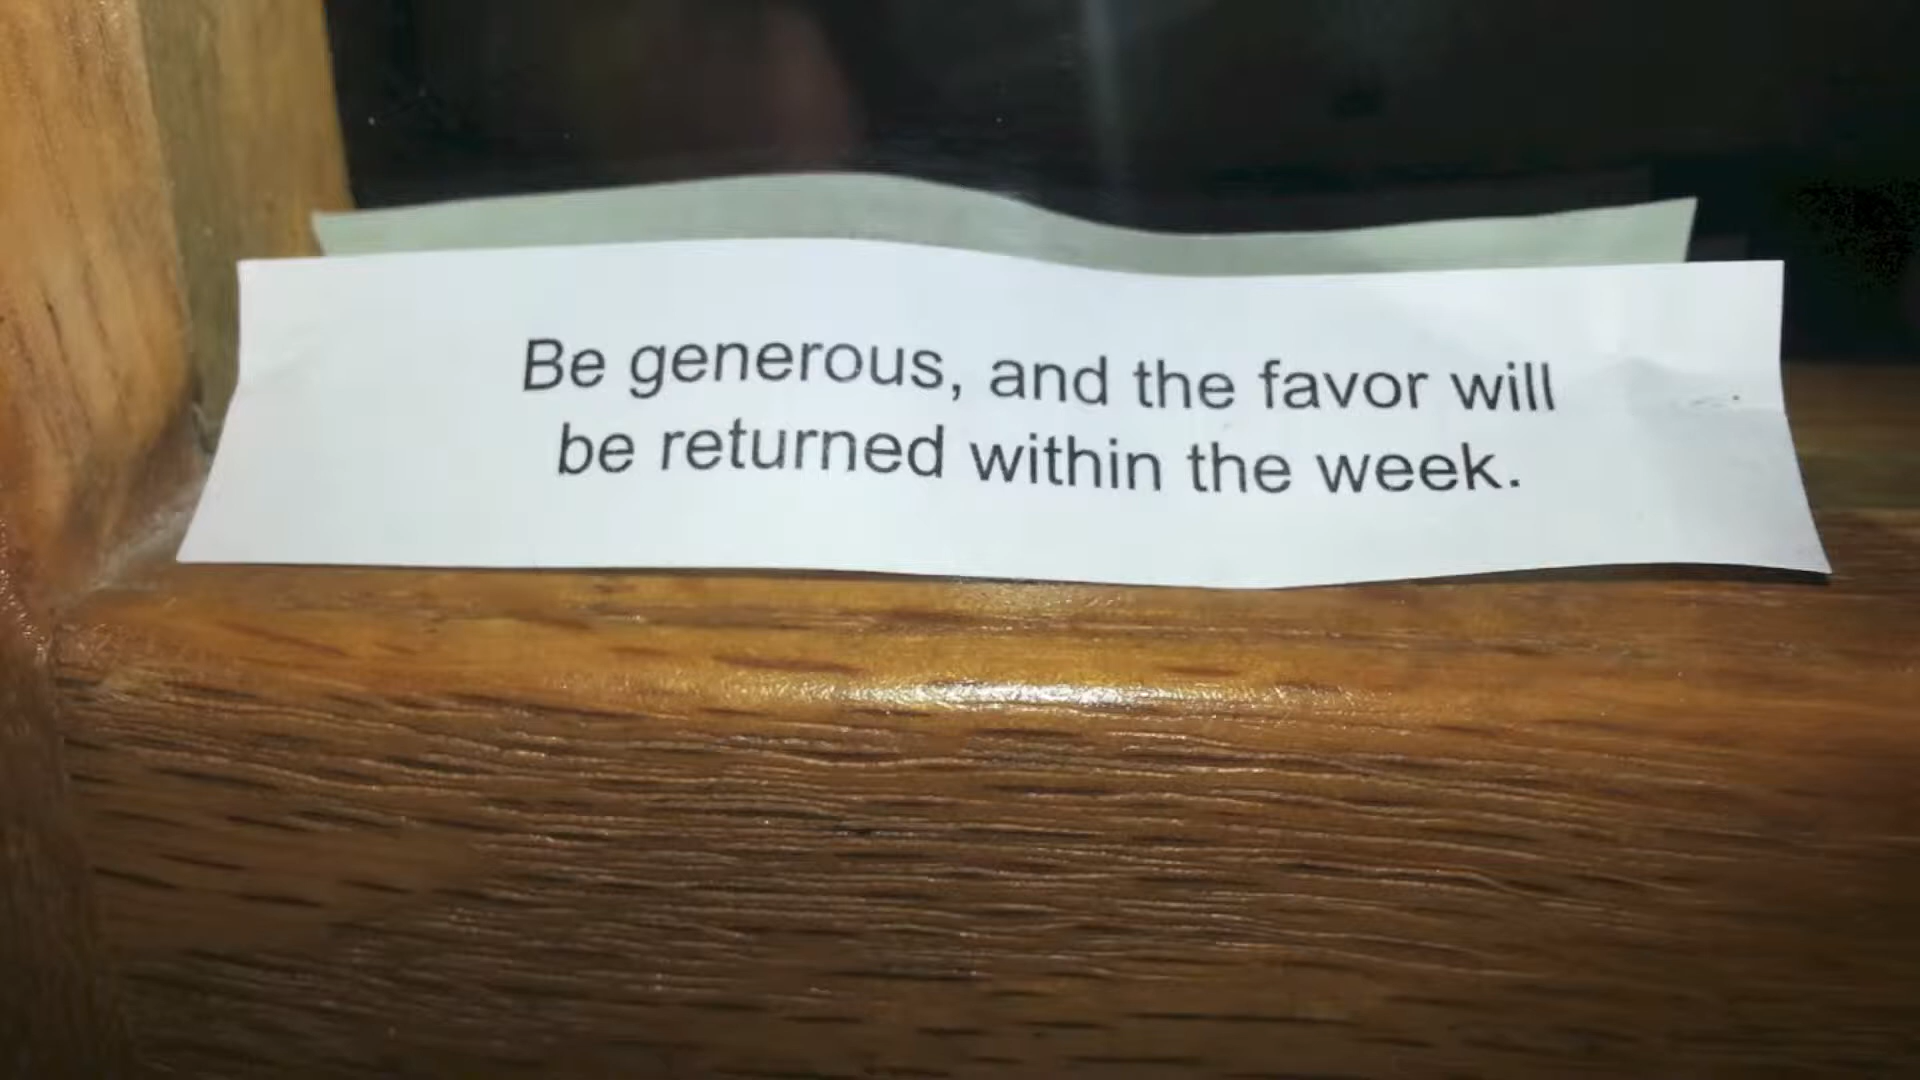 Be generous, and the favor will
be returned within the week.